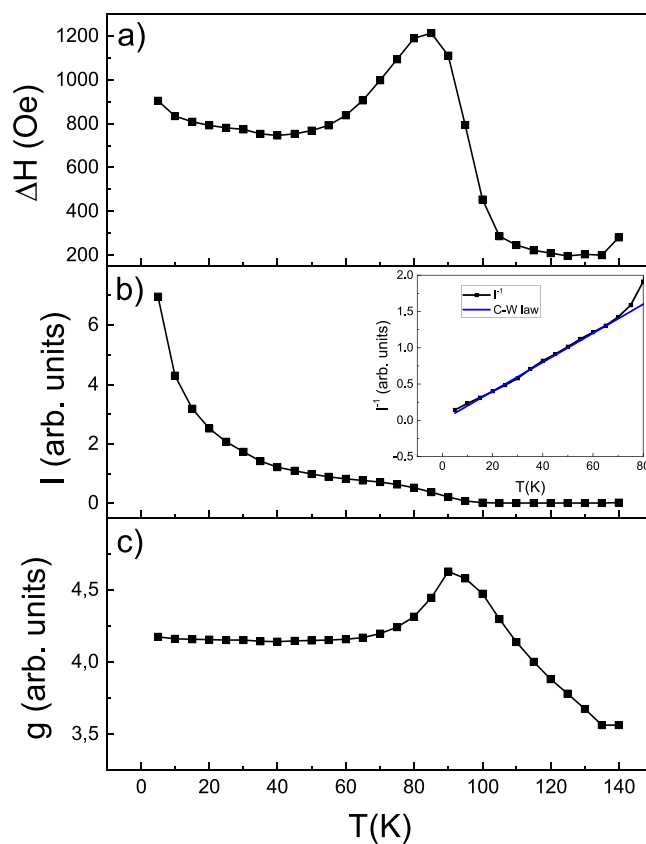 a)
ΔH (Oe)
1200
1000
800
600
400
200
b)
I (arb. units)
6
4
2
0
I⁻¹
C-W law
I⁻¹ (arb. units)
2.0
1.5
1.0
0.5
0.0
-0.5
0 20 40 60 80
T(K)
c)
g (arb. units)
4,5
4,0
3,5
0 20 40 60 80 100 120 140
T(K)